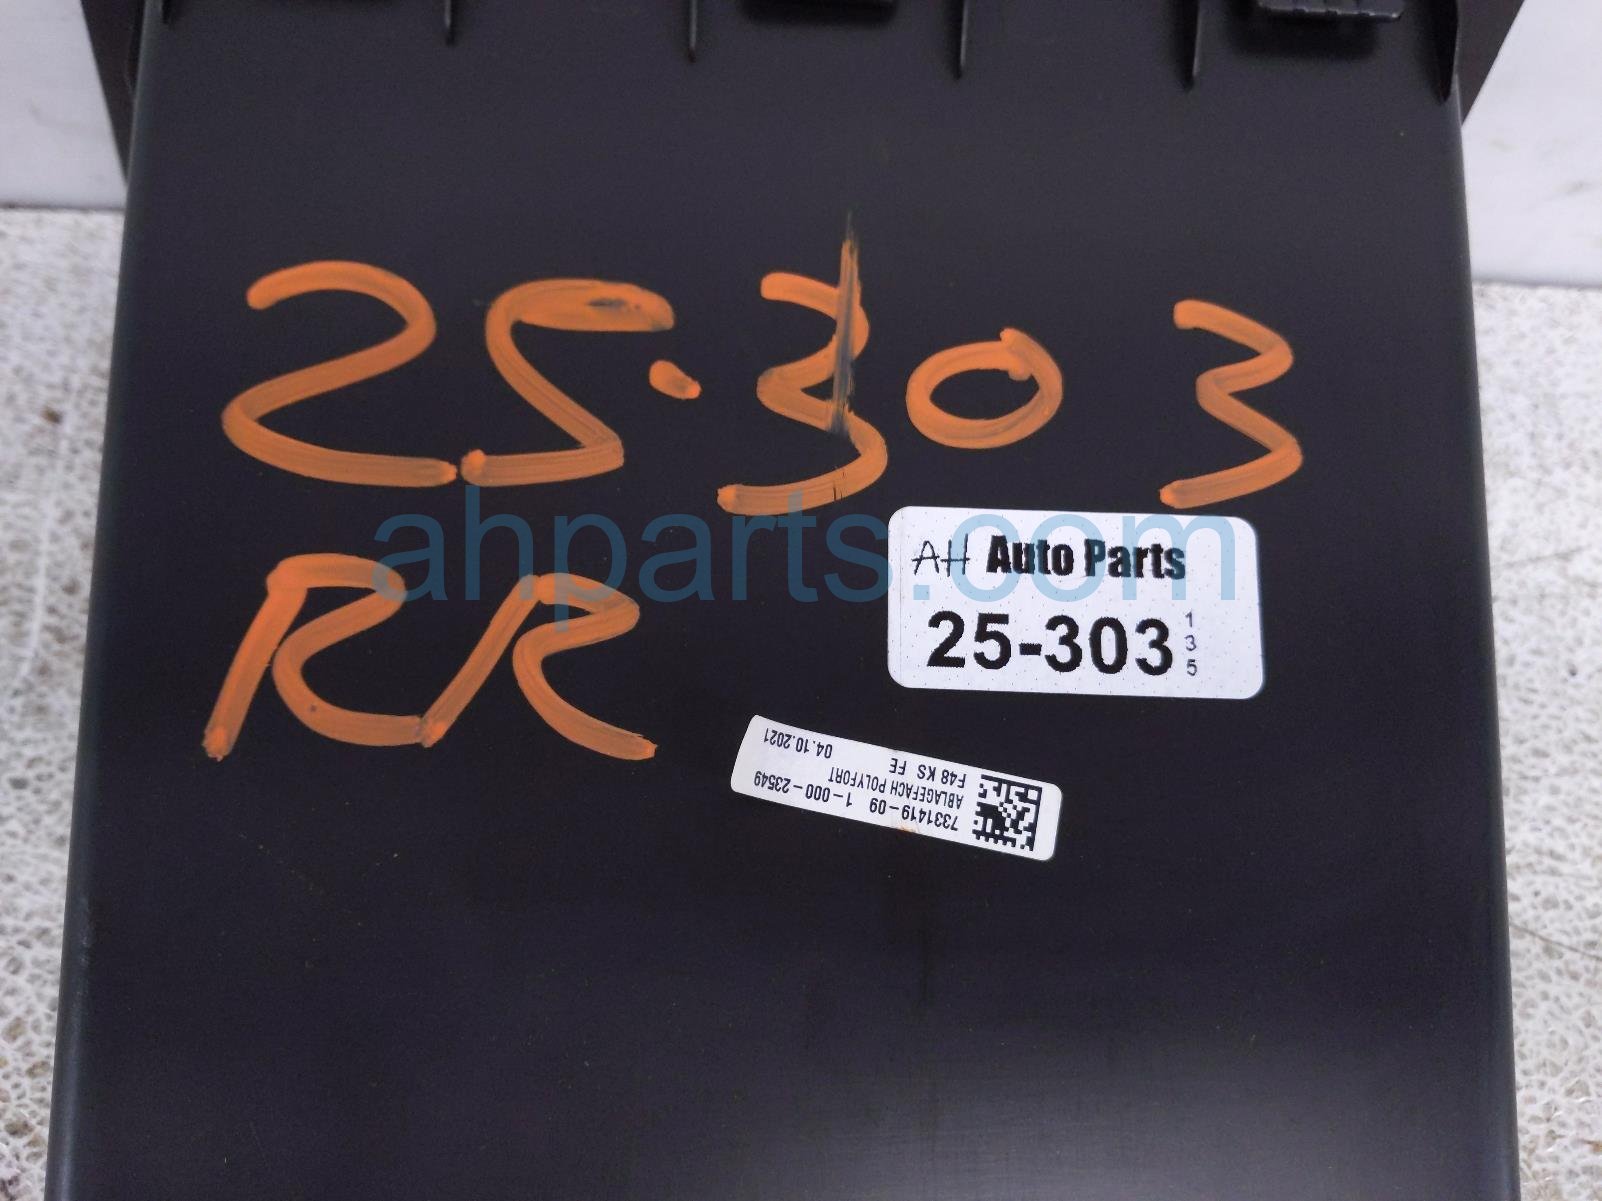 25·303
RR
ahparts.com
AH Auto Parts
25-303
1
3
5
7331419-09 1-000-23549
ABLAGEFACH POLYFORT
F48 KS FE 04.10.2021